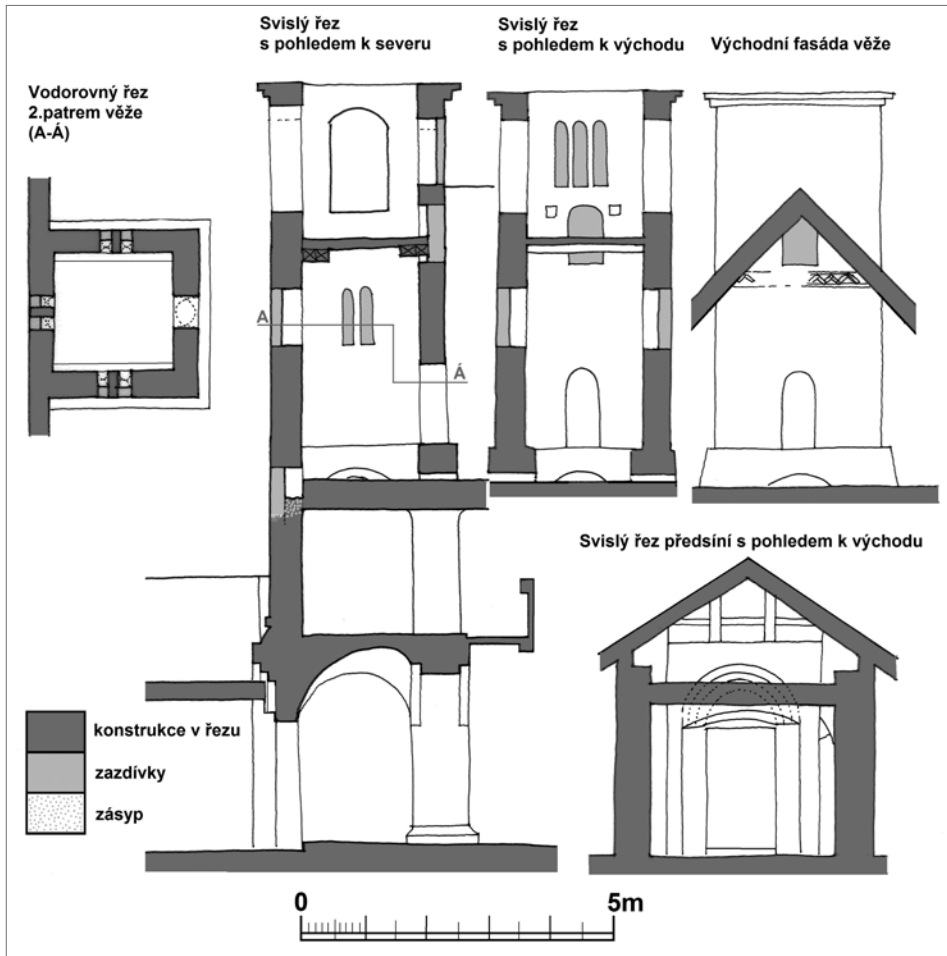 Svislý řez
s pohledem k severu
Svislý řez
s pohledem k východu
Východní fasáda věže
Vodorovný řez
2.patrem věže
(A-Á)
A
Á
Svislý řez předsíní s pohledem k východu
konstrukce v řezu
zazdívky
zásyp
0
5m